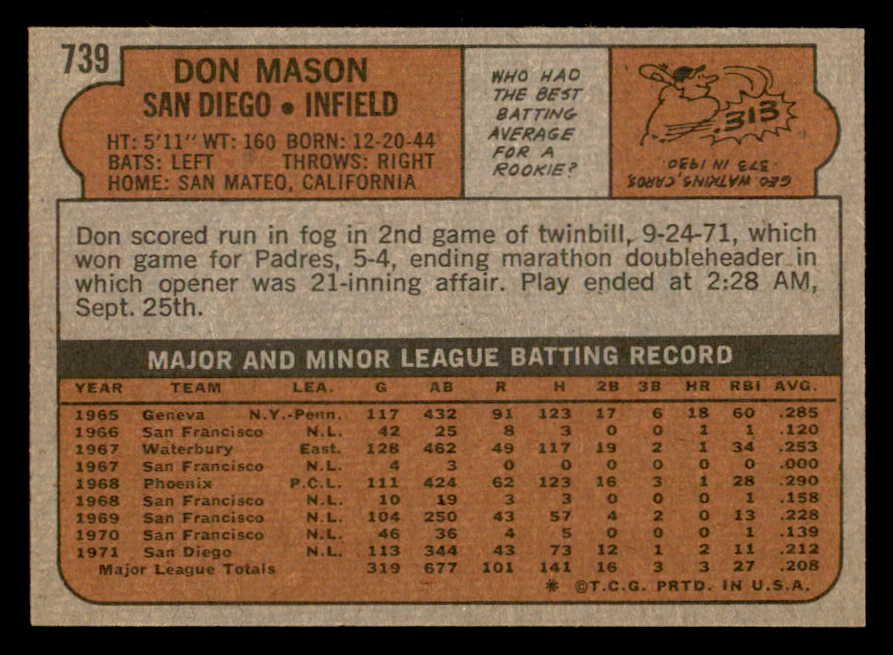 739
DON MASON
SAN DIEGO • INFIELD
HT: 5'11" WT: 160 BORN: 12-20-44
BATS: LEFT THROWS: RIGHT
HOME: SAN MATEO, CALIFORNIA
WHO HAD
THE BEST
BATTING
AVERAGE
FOR A
ROOKIE?
.313
GEO. WATKINS, CARDS,
.373 IN 1930.
Don scored run in fog in 2nd game of twinbill, 9-24-71, which
won game for Padres, 5-4, ending marathon doubleheader in
which opener was 21-inning affair. Play ended at 2:28 AM,
Sept. 25th.
MAJOR AND MINOR LEAGUE BATTING RECORD
YEAR TEAM LEA. G AB R H 2B 3B HR RBI AVG.
1965 Geneva N.Y.-Penn. 117 432 91 123 17 6 18 60 .285
1966 San Francisco N.L. 42 25 8 3 0 0 1 1 .120
1967 Waterbury East. 128 462 49 117 19 2 1 34 .253
1967 San Francisco N.L. 4 3 0 0 0 0 0 0 .000
1968 Phoenix P.C.L. 111 424 62 123 16 3 1 28 .290
1968 San Francisco N.L. 10 19 3 3 0 0 0 1 .158
1969 San Francisco N.L. 104 250 43 57 4 2 0 13 .228
1970 San Francisco N.L. 46 36 4 5 0 0 0 1 .139
1971 San Diego N.L. 113 344 43 73 12 1 2 11 .212
Major League Totals 319 677 101 141 16 3 3 27 .208
* ©T.C.G. PRTD. IN U.S.A.